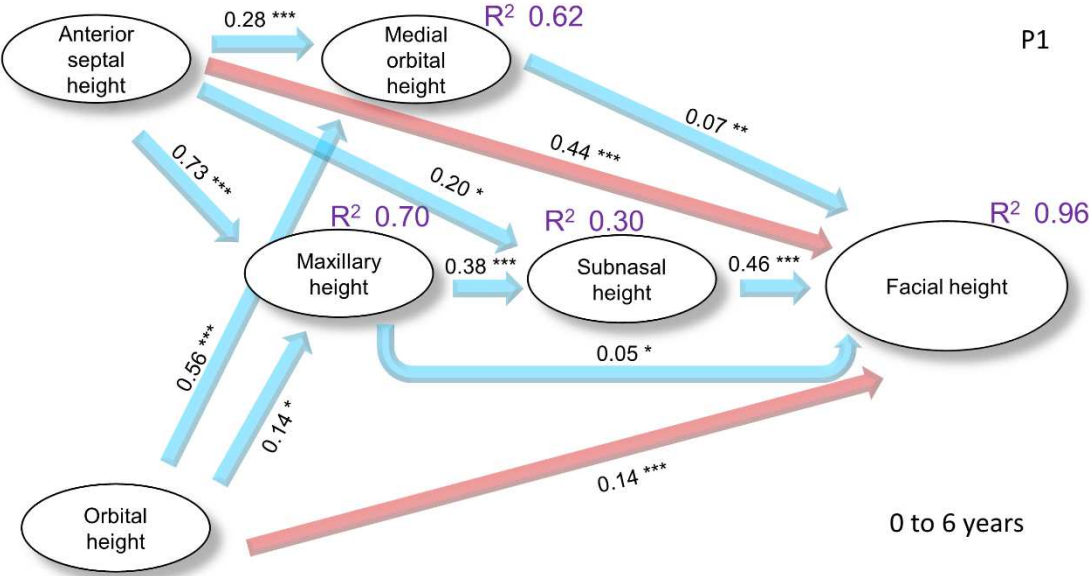 Anterior
septal
height
0.28 ***
Medial
orbital
height
R² 0.62
P1
0.07 **
0.44 ***
0.73 ***
0.20 *
R² 0.70
R² 0.30
R² 0.96
Maxillary
height
0.38 ***
Subnasal
height
0.46 ***
Facial height
0.56 ***
0.05 *
0.14 *
0.14 ***
Orbital
height
0 to 6 years